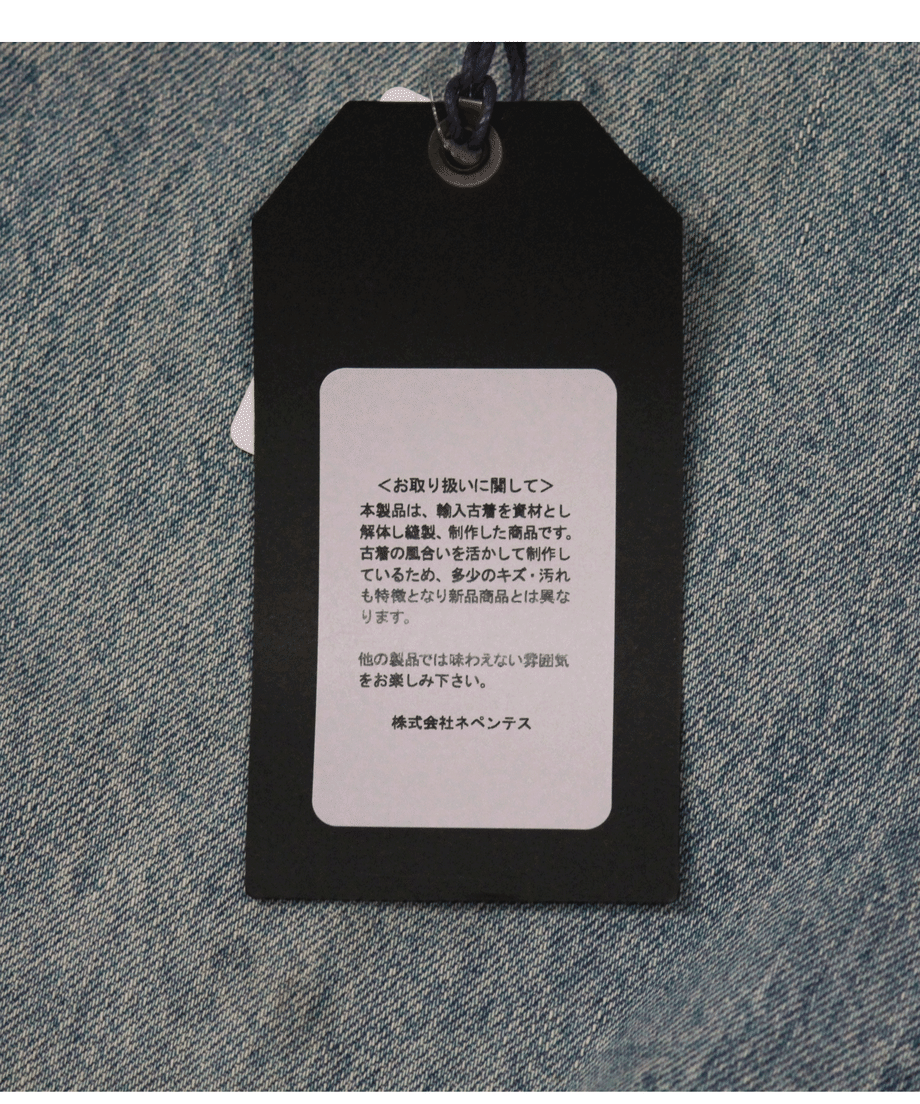 ＜お取り扱いに関して＞
本製品は、輸入古着を資材とし
解体し縫製、制作した商品です。
古着の風合いを活かして制作し
ているため、多少のキズ・汚れ
も特徴となり新品商品とは異な
ります。
他の製品では味わえない雰囲気
をお楽しみ下さい。
株式会社ネペンテス